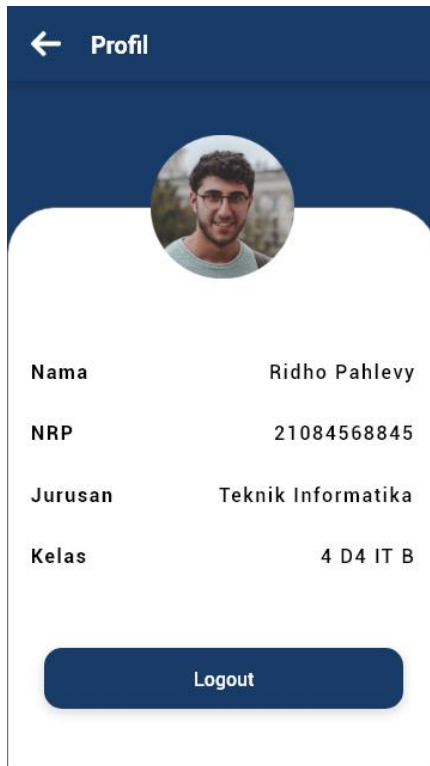 Profil
Nama Ridho Pahlevy
NRP 21084568845
Jurusan Teknik Informatika
Kelas 4 D4 IT B
Logout